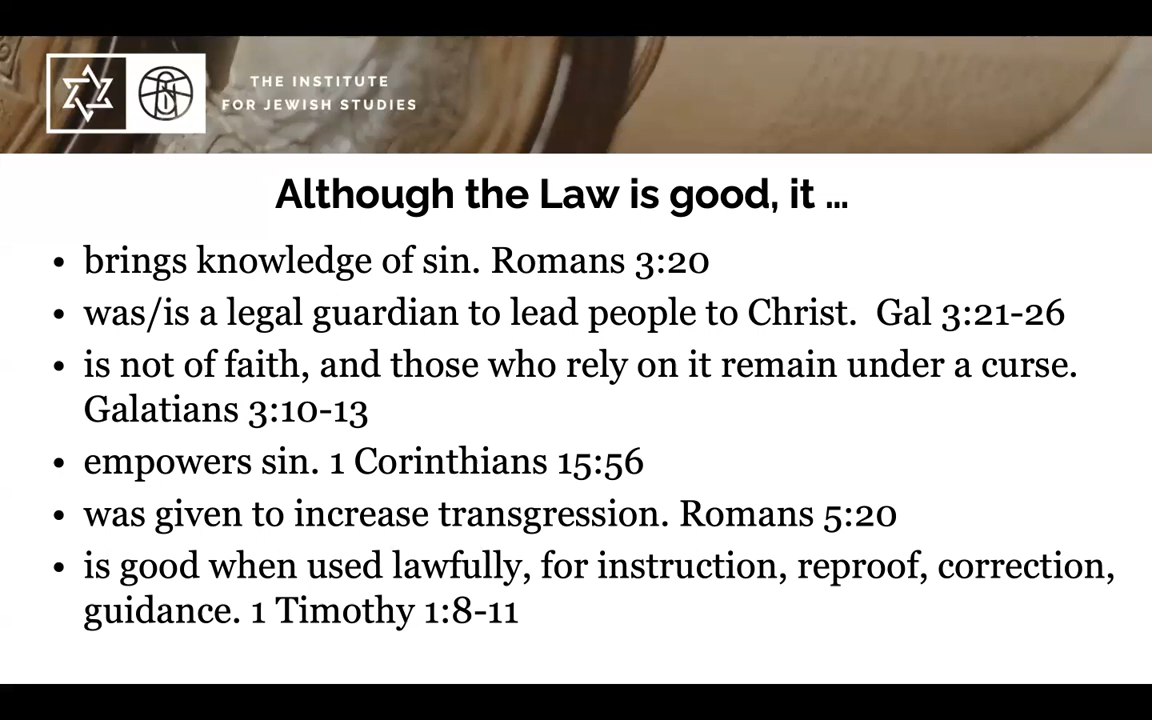 THE INSTITUTE
FOR JEWISH STUDIES
Although the Law is good, it ...
• brings knowledge of sin. Romans 3:20
• was/is a legal guardian to lead people to Christ.  Gal 3:21-26
• is not of faith, and those who rely on it remain under a curse.
Galatians 3:10-13
• empowers sin. 1 Corinthians 15:56
• was given to increase transgression. Romans 5:20
• is good when used lawfully, for instruction, reproof, correction,
guidance. 1 Timothy 1:8-11